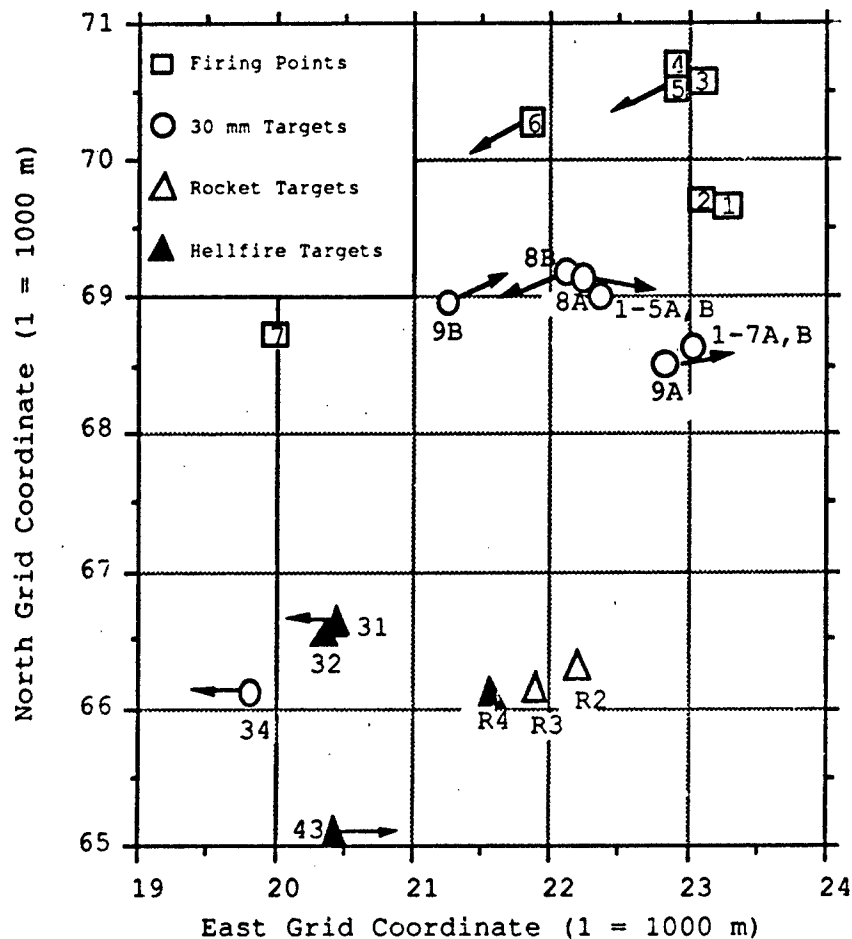 71
Firing Points
4
5
3
6
30 mm Targets
70
Rocket Targets
2
1
Hellfire Targets
8B
69
8A
1-5A,B
9B
7
1-7A,B
9A
68
67
31
32
66
34
R4
R3
R2
43
65
19
20
21
22
23
24
East Grid Coordinate (1 = 1000 m)
North Grid Coordinate (1 = 1000 m)